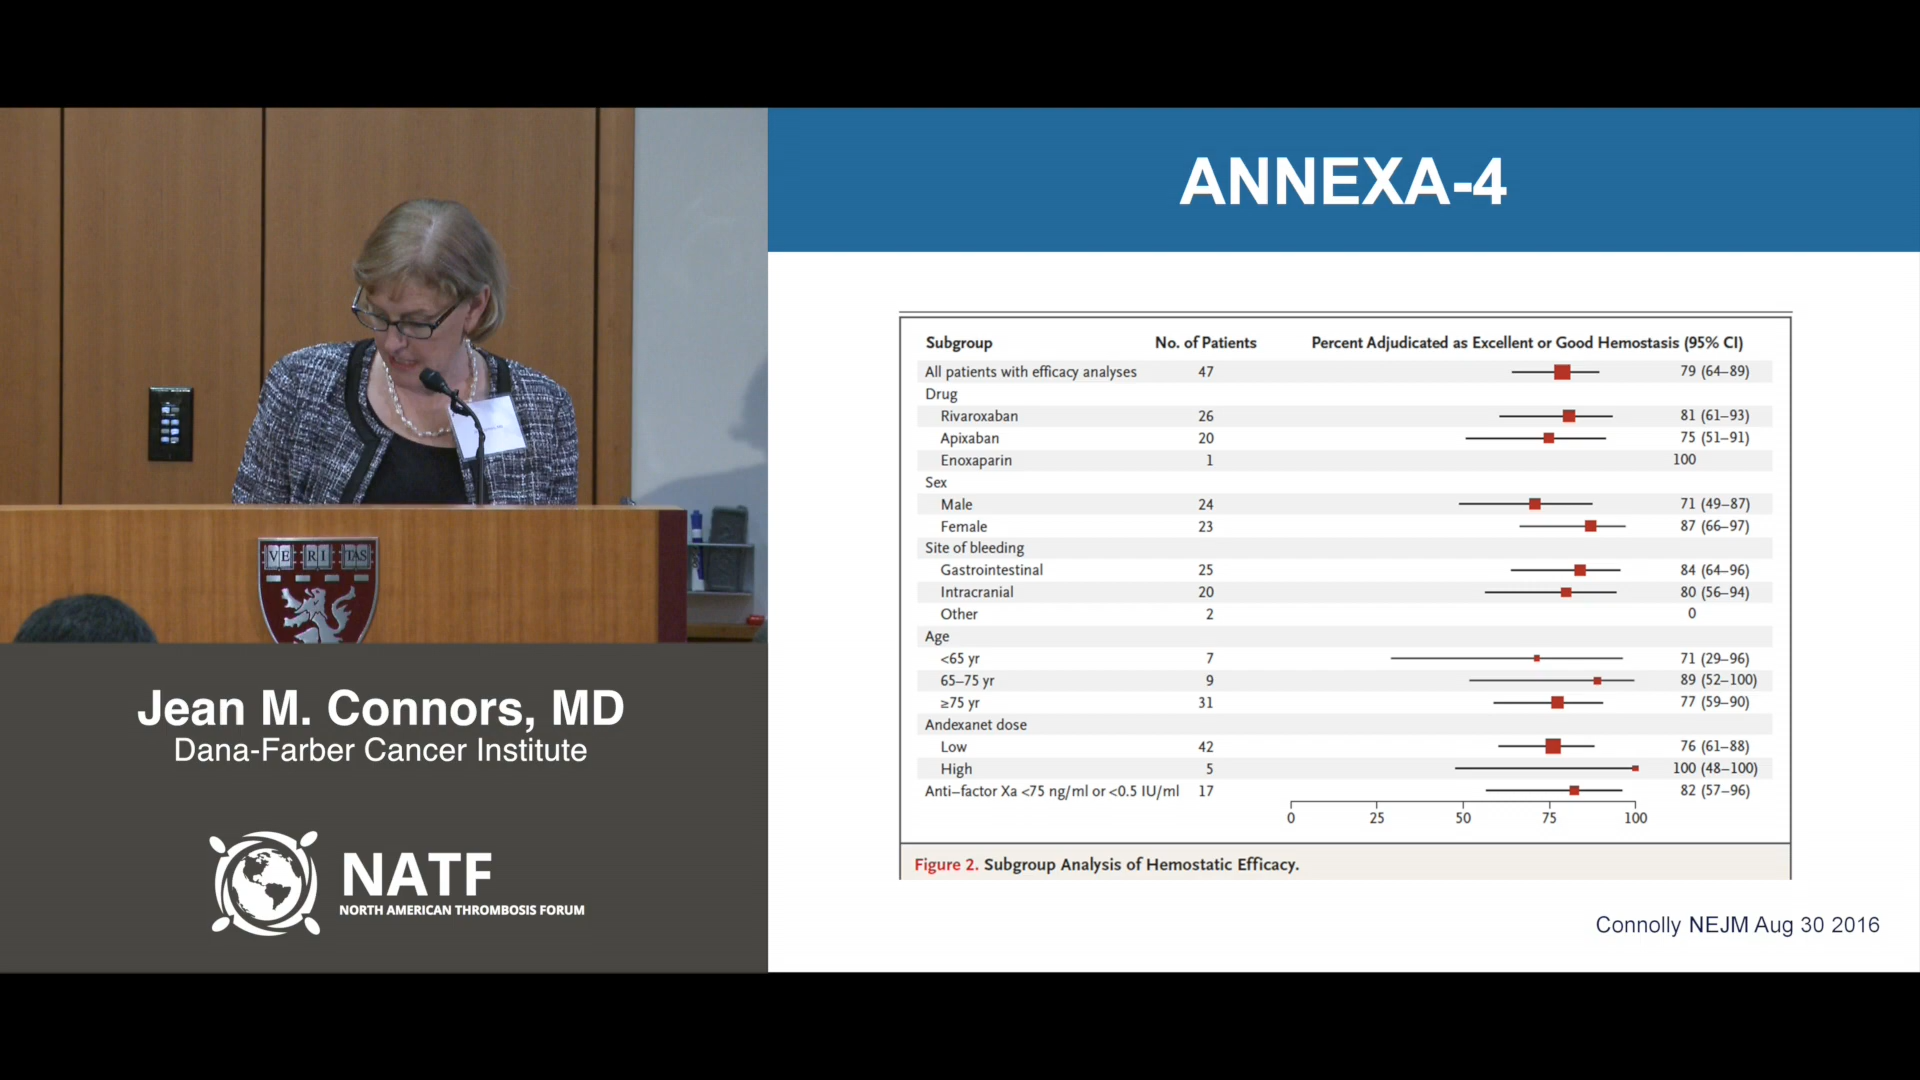 ANNEXA-4
Subgroup No. of Patients Percent Adjudicated as Excellent or Good Hemostasis (95% CI)
All patients with efficacy analyses 47 79 (64–89)
Drug
Rivaroxaban 26 81 (61–93)
Apixaban 20 75 (51–91)
Enoxaparin 1 100
Sex
Male 24 71 (49–87)
Female 23 87 (66–97)
Site of bleeding
Gastrointestinal 25 84 (64–96)
Intracranial 20 80 (56–94)
Other 2 0
Age
<65 yr 7 71 (29–96)
65–75 yr 9 89 (52–100)
≥75 yr 31 77 (59–90)
Andexanet dose
Low 42 76 (61–88)
High 5 100 (48–100)
Anti–factor Xa <75 ng/ml or <0.5 IU/ml 17 82 (57–96)
0 25 50 75 100
Figure 2. Subgroup Analysis of Hemostatic Efficacy.
Connolly NEJM Aug 30 2016
VE RI TAS
Jean M. Connors, MD
Dana-Farber Cancer Institute
NATF
NORTH AMERICAN THROMBOSIS FORUM